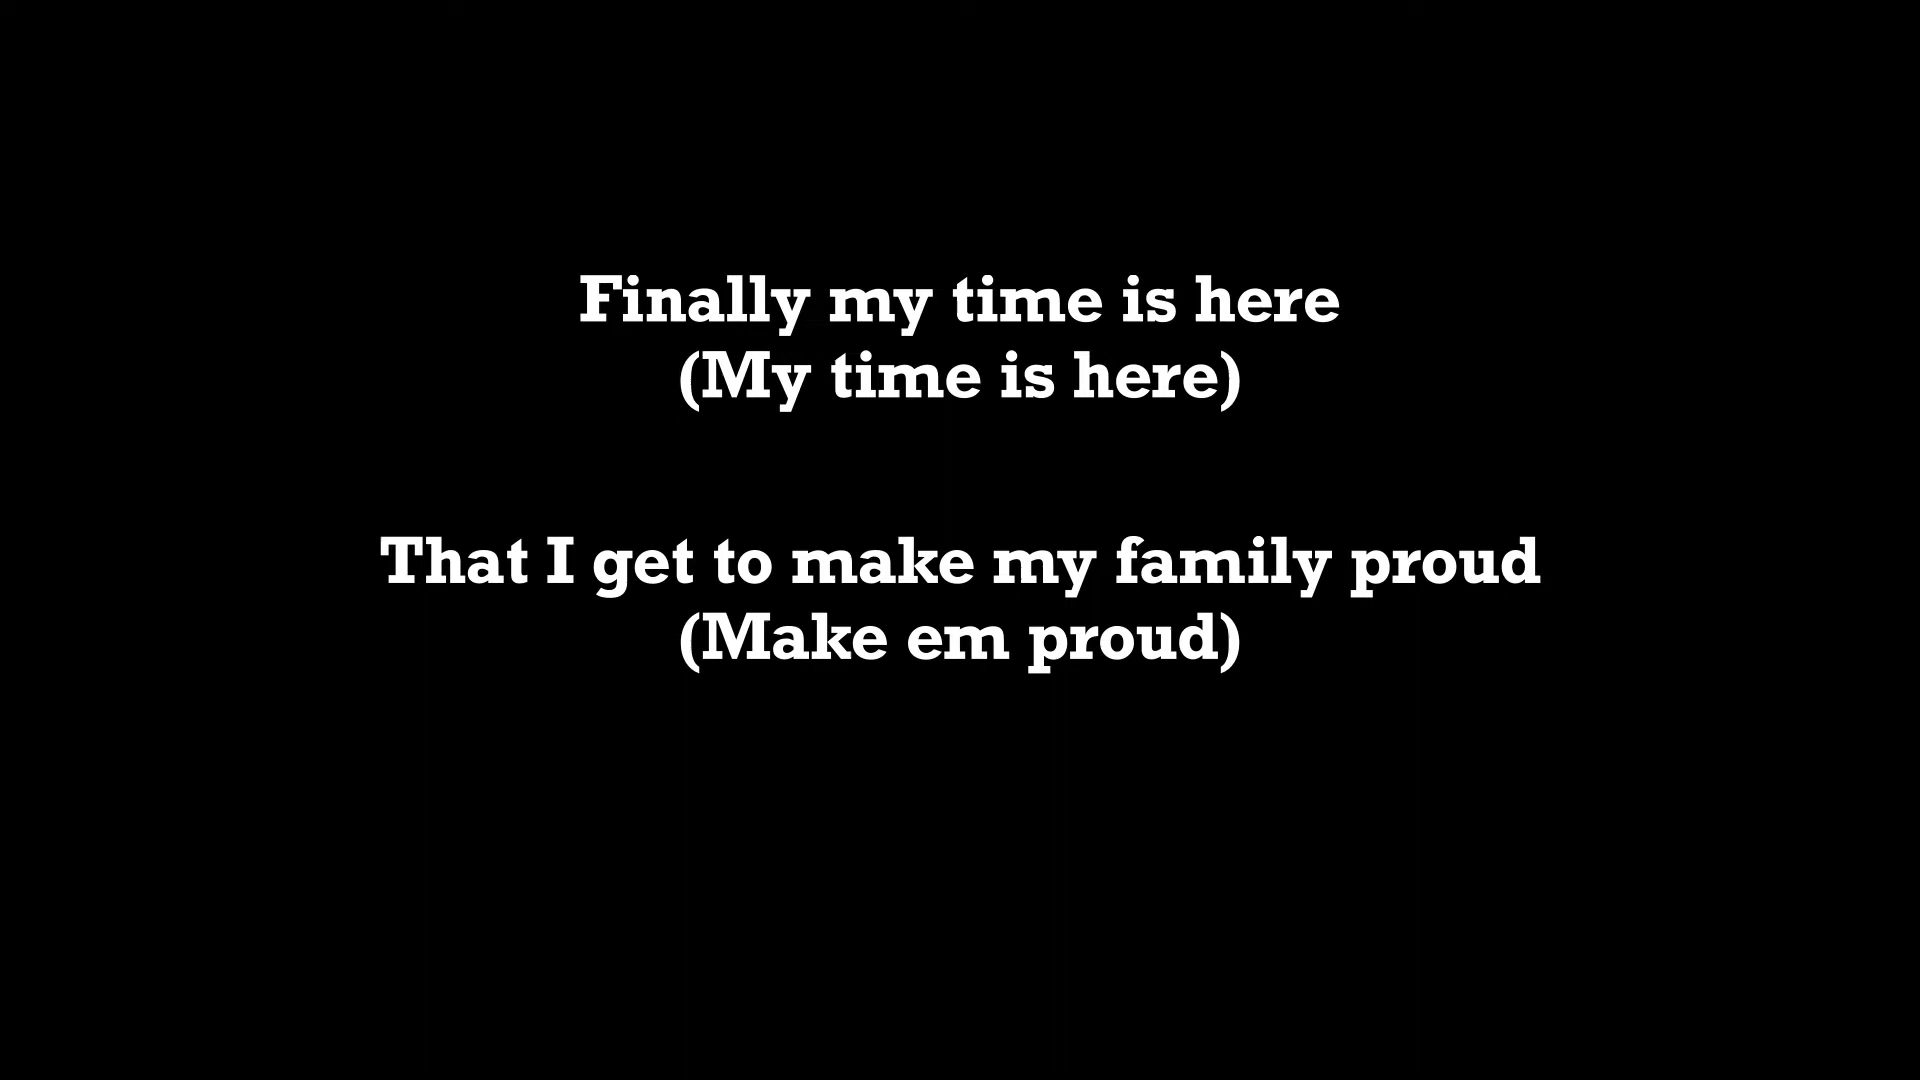 Finally my time is here
(My time is here)
That I get to make my family proud
(Make em proud)